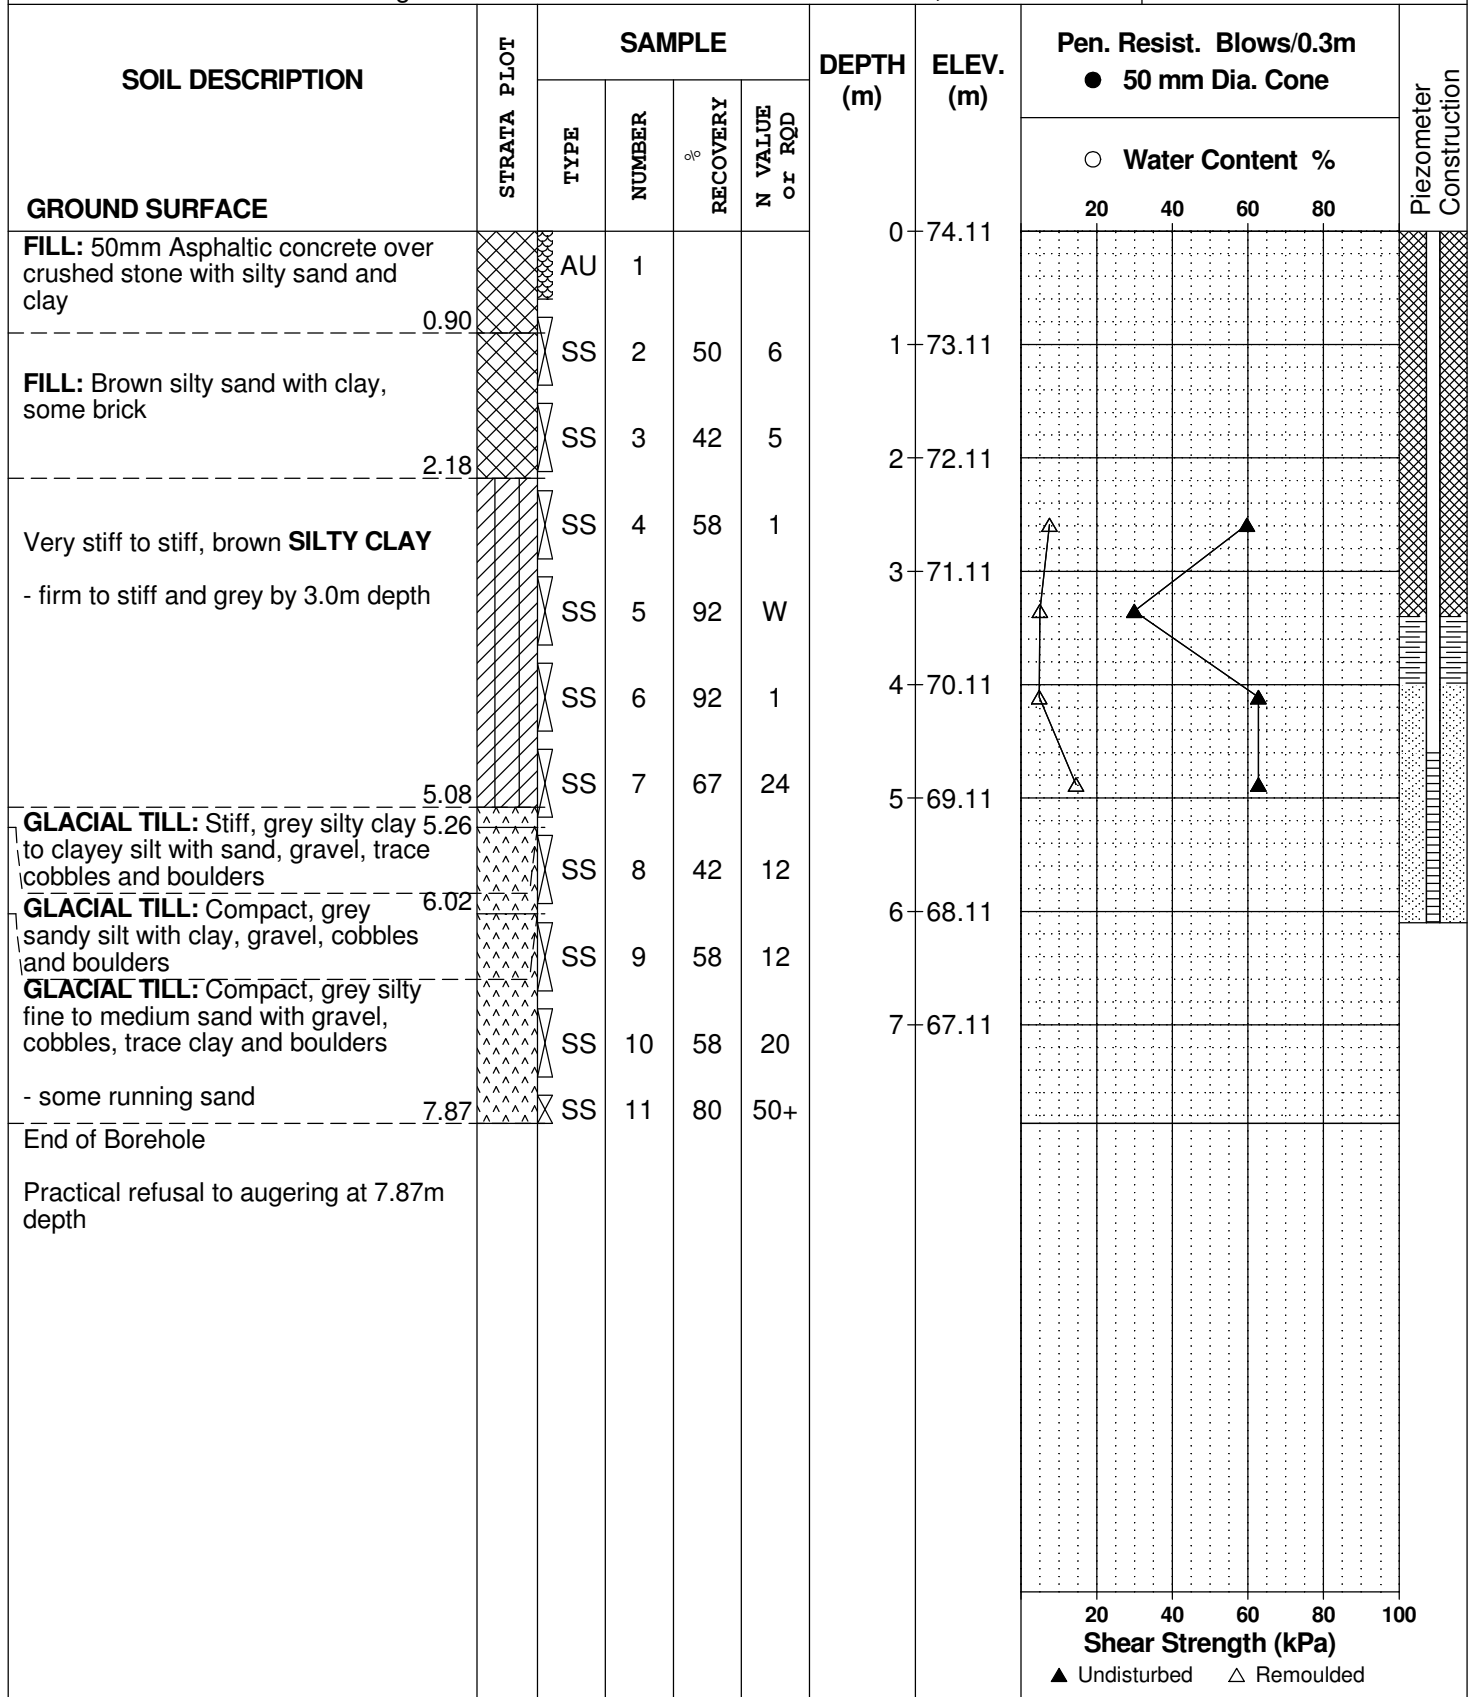 SOIL DESCRIPTION
GROUND SURFACE
STRATA PLOT
SAMPLE
TYPE
NUMBER
% RECOVERY
N VALUE or RQD
DEPTH (m)
ELEV. (m)
Pen. Resist. Blows/0.3m
● 50 mm Dia. Cone
○ Water Content %
20 40 60 80
Piezometer Construction
0 74.11
FILL: 50mm Asphaltic concrete over
crushed stone with silty sand and
clay
0.90
AU 1
SS 2 50 6
1 73.11
FILL: Brown silty sand with clay,
some brick
2.18
SS 3 42 5
2 72.11
Very stiff to stiff, brown SILTY CLAY
- firm to stiff and grey by 3.0m depth
5.08
SS 4 58 1
3 71.11
SS 5 92 W
SS 6 92 1
4 70.11
SS 7 67 24
5 69.11
GLACIAL TILL: Stiff, grey silty clay 5.26
to clayey silt with sand, gravel, trace
cobbles and boulders
SS 8 42 12
6.02
GLACIAL TILL: Compact, grey
sandy silt with clay, gravel, cobbles
and boulders
6 68.11
SS 9 58 12
GLACIAL TILL: Compact, grey silty
fine to medium sand with gravel,
cobbles, trace clay and boulders
7 67.11
SS 10 58 20
- some running sand
7.87
SS 11 80 50+
End of Borehole
Practical refusal to augering at 7.87m
depth
20 40 60 80 100
Shear Strength (kPa)
▲ Undisturbed △ Remoulded